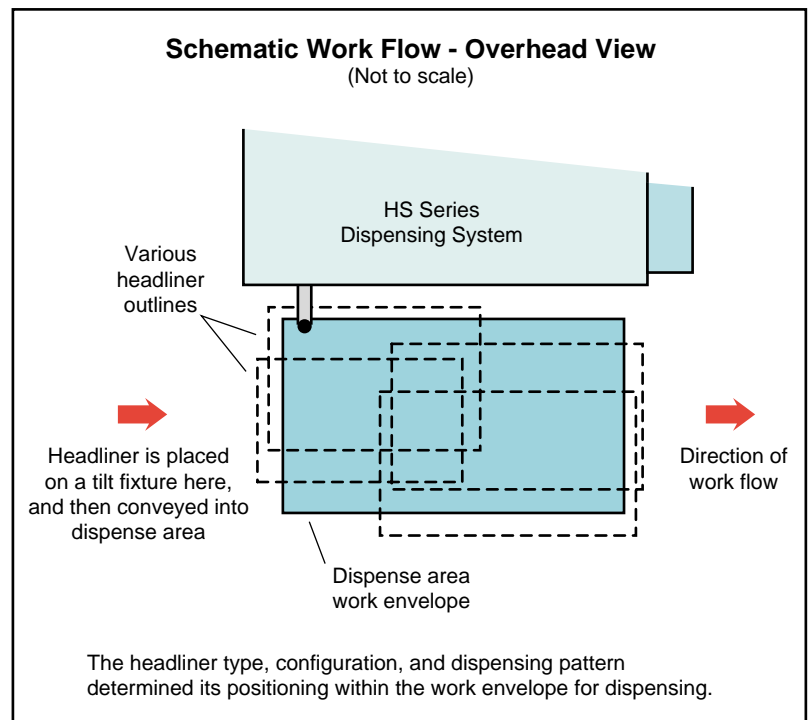 Schematic Work Flow - Overhead View
(Not to scale)
HS Series
Dispensing System
Various
headliner
outlines
Headliner is placed
on a tilt fixture here,
and then conveyed into
dispense area
Direction of
work flow
Dispense area
work envelope
The headliner type, configuration, and dispensing pattern
determined its positioning within the work envelope for dispensing.